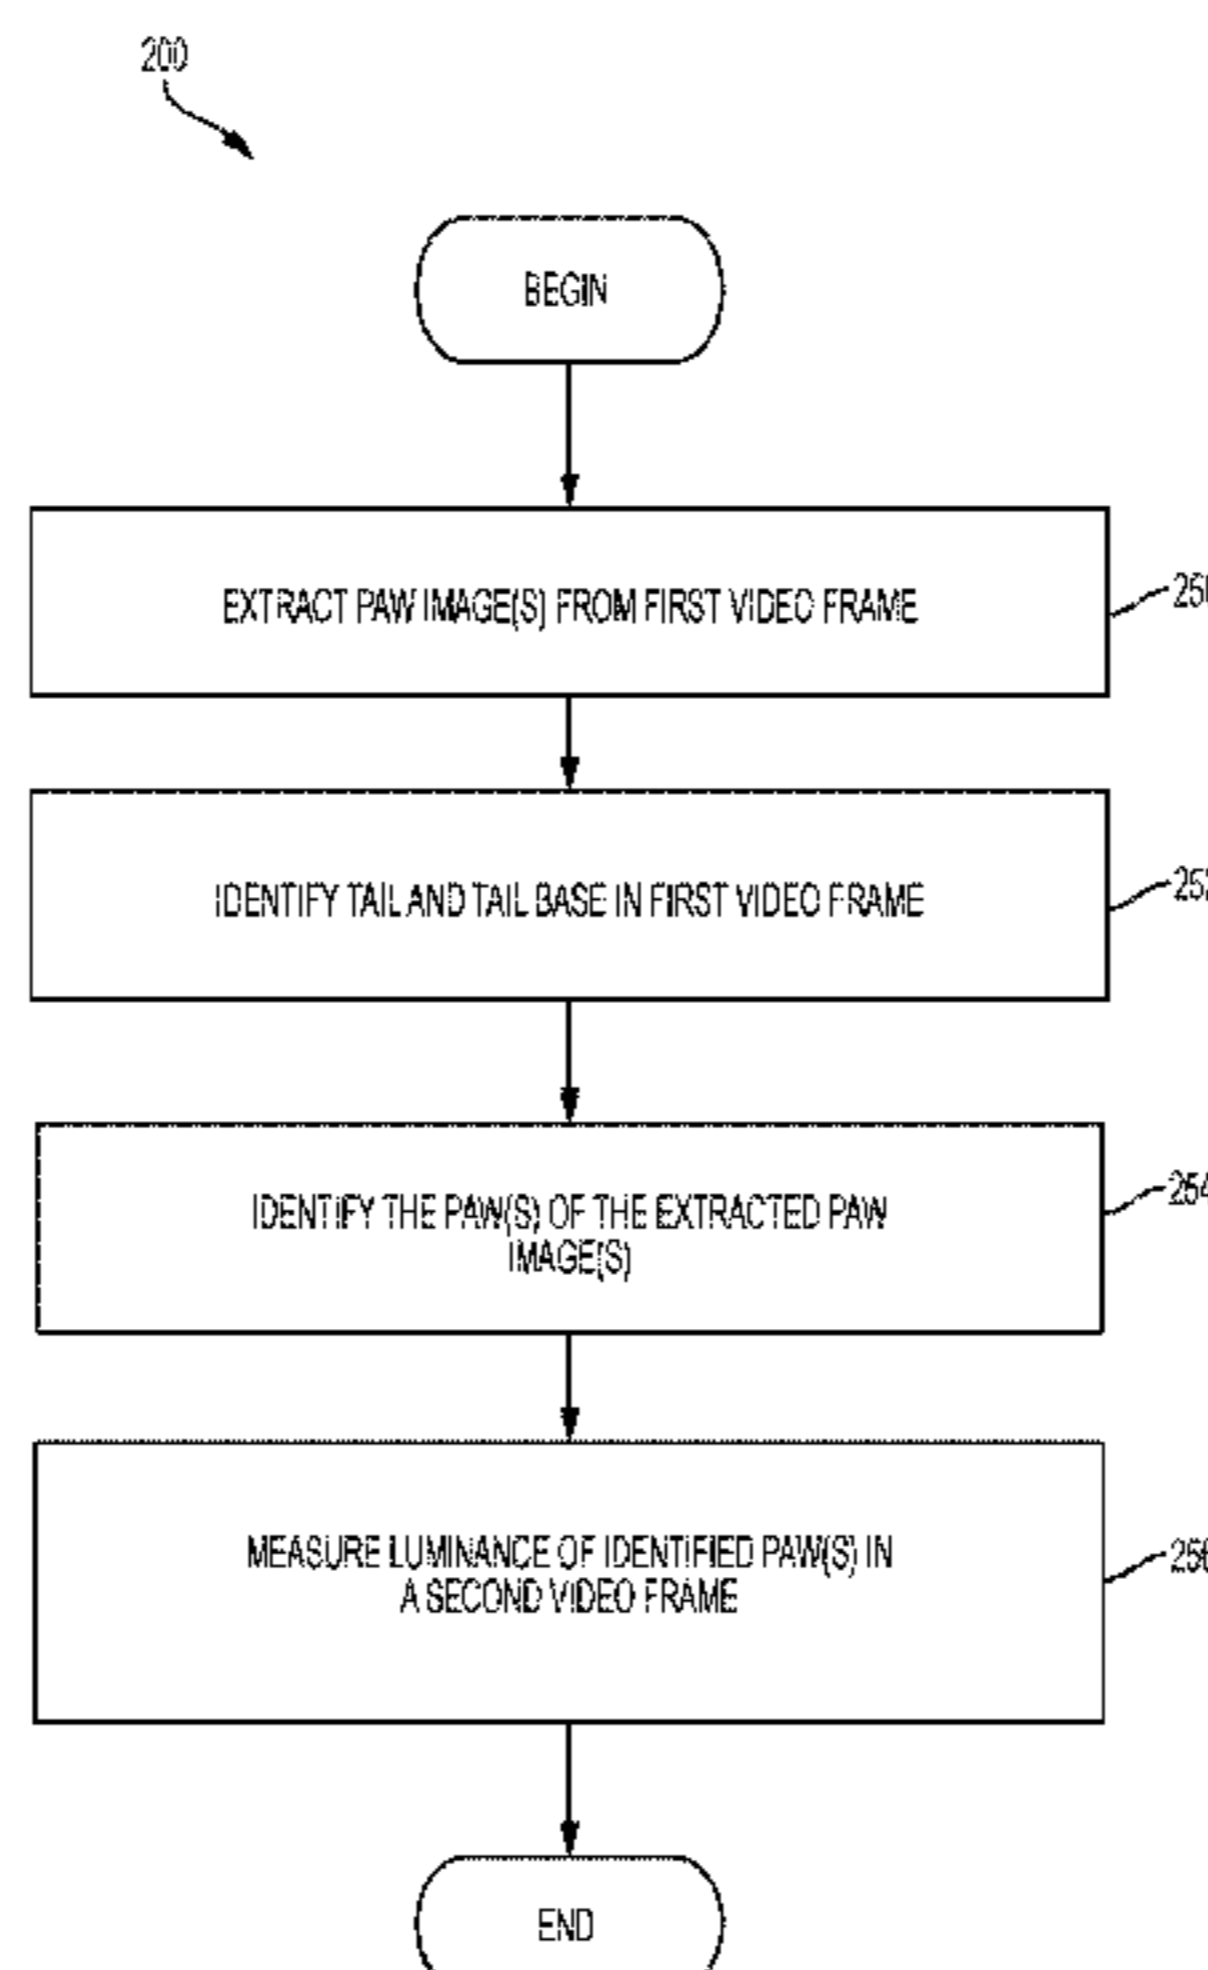 200
BEGIN
EXTRACT PAW IMAGE(S) FROM FIRST VIDEO FRAME
IDENTIFY TAIL AND TAIL BASE IN FIRST VIDEO FRAME
IDENTIFY THE PAW(S) OF THE EXTRACTED PAW
IMAGE(S)
254
MEASURE LUMINANCE OF IDENTIFIED PAW(S) IN
A SECOND VIDEO FRAME
END